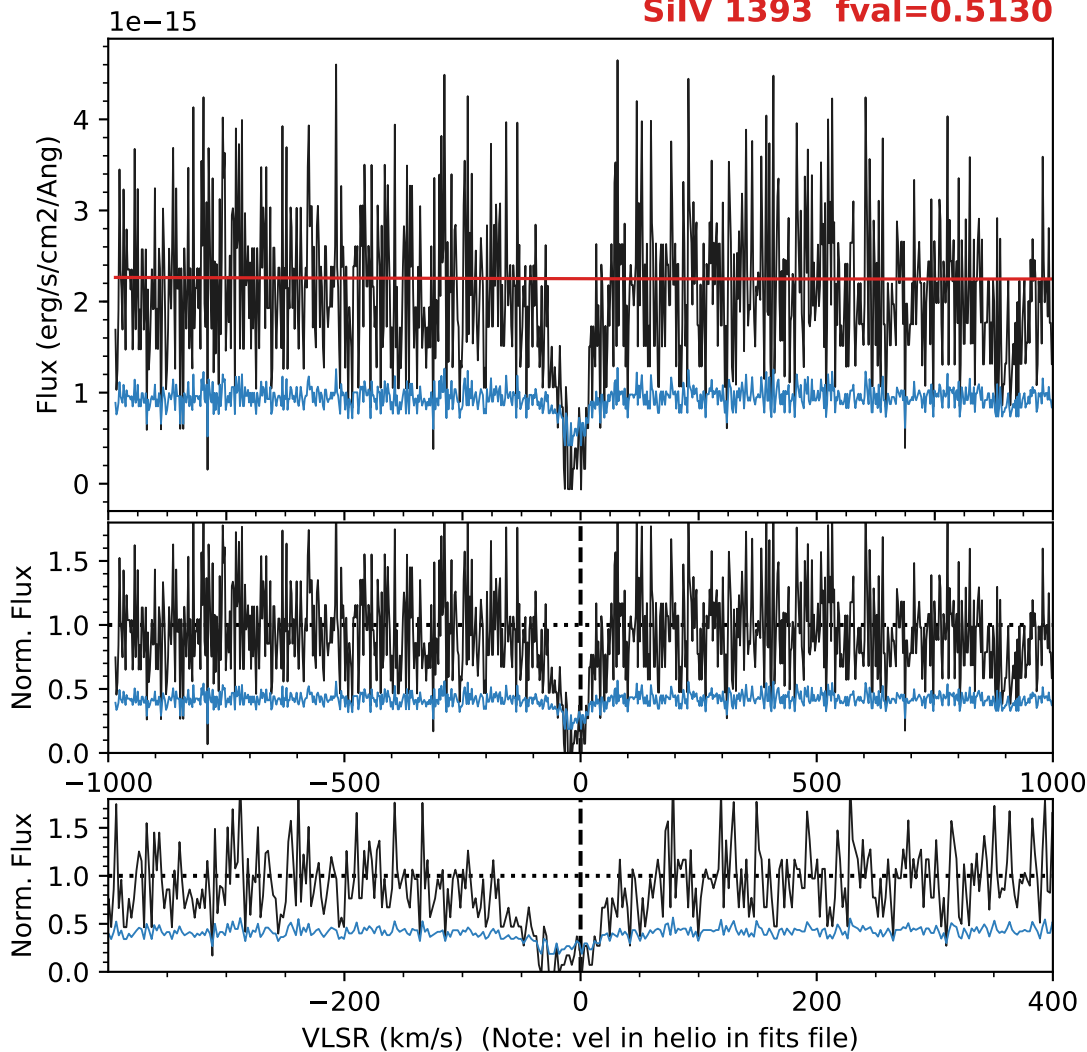 SiIV 1393 fval=0.5130
1e−15
4
3
2
1
0
Flux (erg/s/cm2/Ang)
1.5
1.0
0.5
0.0
Norm. Flux
−1000 −500 0 500 1000
1.5
1.0
0.5
0.0
Norm. Flux
−200 0 200 400
VLSR (km/s) (Note: vel in helio in fits file)